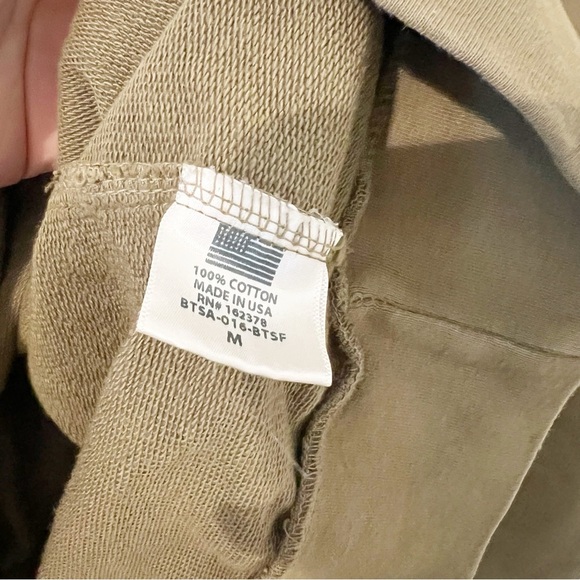 100% COTTON
MADE IN USA
RN# 162378
BTSA-016-BTSF
M